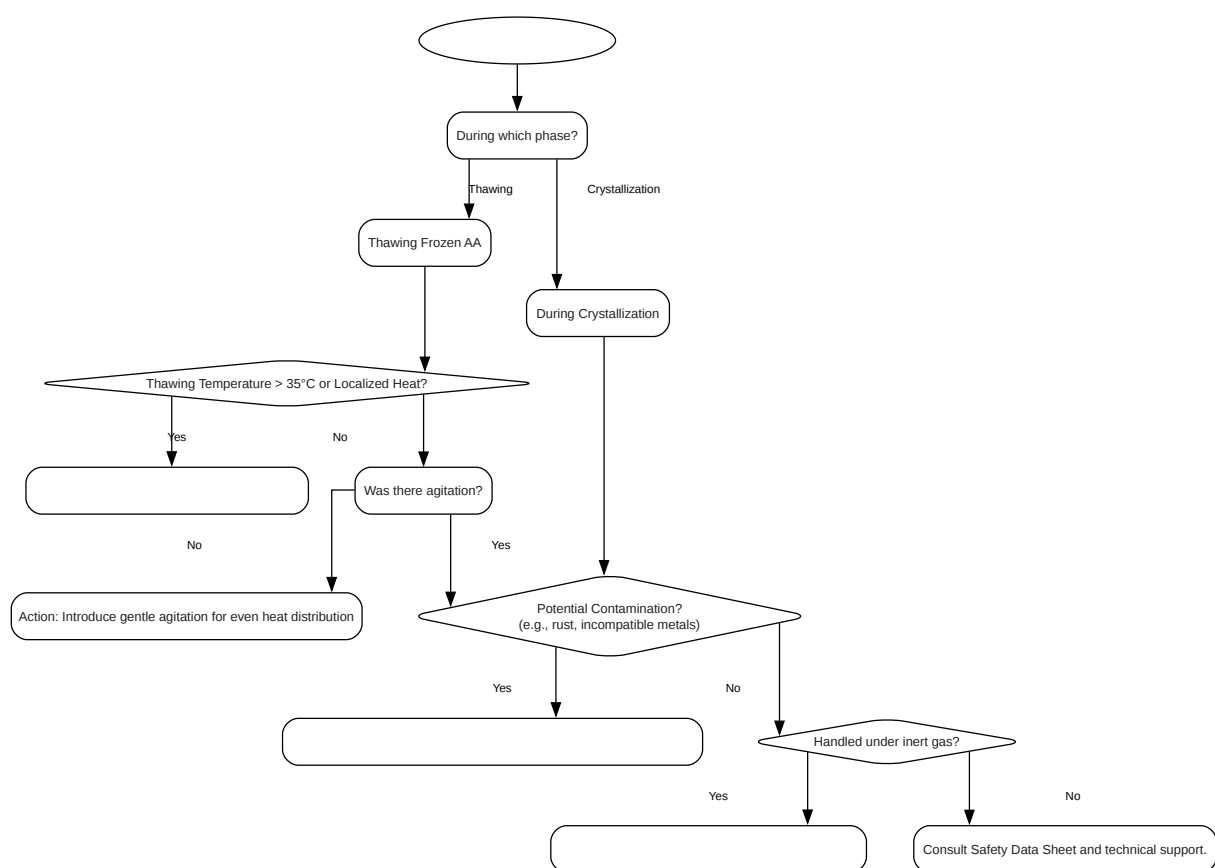 During which phase?
Thawing
Crystallization
Thawing Frozen AA
During Crystallization
Thawing Temperature > 35°C or Localized Heat?
Yes
No
Was there agitation?
No
Yes
Action: Introduce gentle agitation for even heat distribution
Potential Contamination?
(e.g., rust, incompatible metals)
Yes
No
Handled under inert gas?
Yes
No
Consult Safety Data Sheet and technical support.